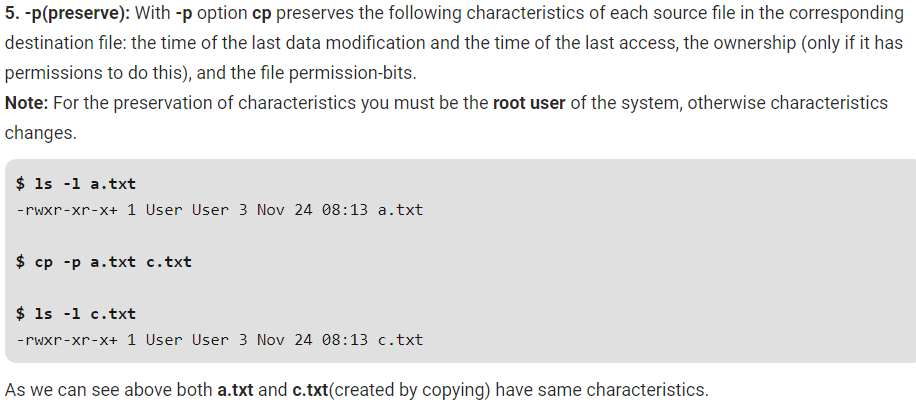 5. -p(preserve): With -p option cp preserves the following characteristics of each source file in the corresponding
destination file: the time of the last data modification and the time of the last access, the ownership (only if it has
permissions to do this), and the file permission-bits.
Note: For the preservation of characteristics you must be the root user of the system, otherwise characteristics
changes.
$ ls -l a.txt
-rwxr-xr-x+ 1 User User 3 Nov 24 08:13 a.txt
$ cp -p a.txt c.txt
$ ls -l c.txt
-rwxr-xr-x+ 1 User User 3 Nov 24 08:13 c.txt
As we can see above both a.txt and c.txt(created by copying) have same characteristics.